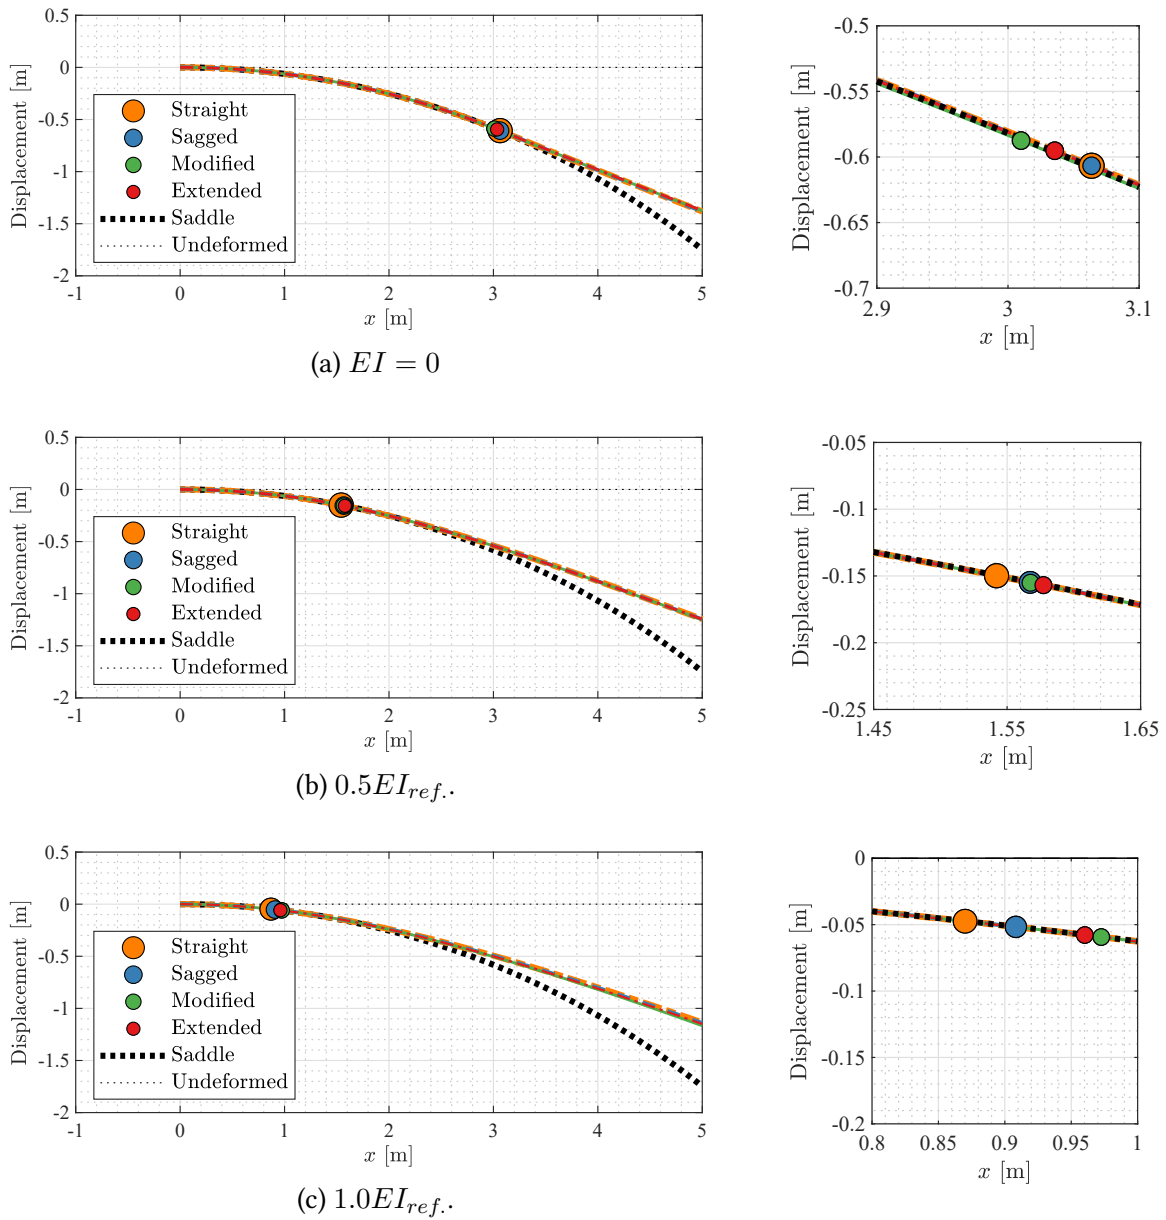 0.5
0
-0.5
-1
-1.5
-2
Displacement [m]
Straight
Sagged
Modified
Extended
Saddle
Undeformed
-1 0 1 2 3 4 5
x [m]
-0.5
-0.55
-0.6
-0.65
-0.7
Displacement [m]
2.9 3 3.1
x [m]
(a) EI = 0
0.5
0
-0.5
-1
-1.5
-2
Displacement [m]
Straight
Sagged
Modified
Extended
Saddle
Undeformed
-1 0 1 2 3 4 5
x [m]
-0.05
-0.1
-0.15
-0.2
-0.25
Displacement [m]
1.45 1.55 1.65
x [m]
(b) 0.5EI_{ref.}.
0.5
0
-0.5
-1
-1.5
-2
Displacement [m]
Straight
Sagged
Modified
Extended
Saddle
Undeformed
-1 0 1 2 3 4 5
x [m]
0
-0.05
-0.1
-0.15
-0.2
Displacement [m]
0.8 0.85 0.9 0.95 1
x [m]
(c) 1.0EI_{ref.}.